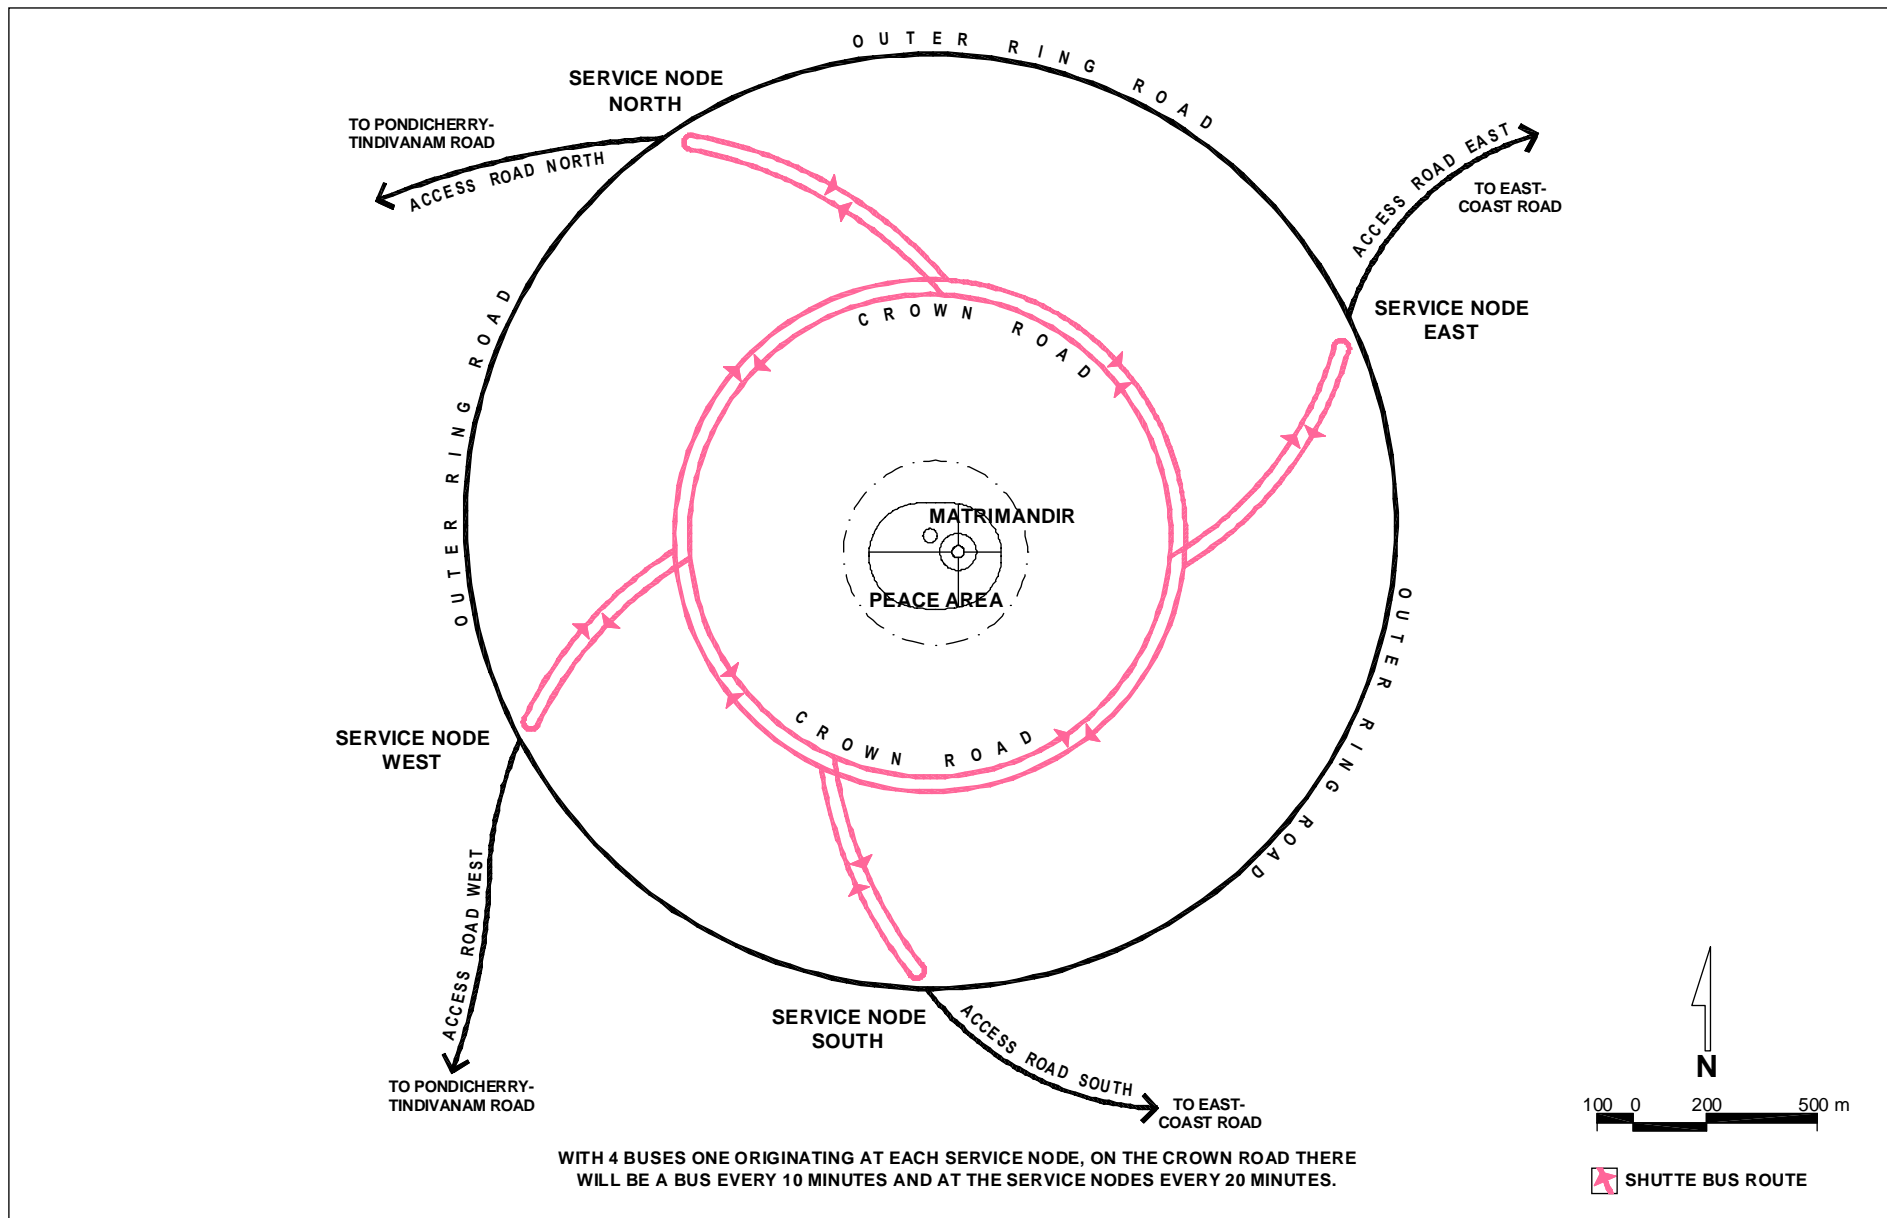 OUTER RING ROAD
SERVICE NODE
NORTH
TO PONDICHERRY-
TINDIVANAM ROAD
ACCESS ROAD NORTH
ACCESS ROAD EAST
TO EAST-
COAST ROAD
SERVICE NODE
EAST
OUTER RING ROAD
CROWN ROAD
MATRIMANDIR
PEACE AREA
OUTER RING ROAD
CROWN ROAD
SERVICE NODE
WEST
ACCESS ROAD WEST
TO PONDICHERRY-
TINDIVANAM ROAD
SERVICE NODE
SOUTH
ACCESS ROAD SOUTH
TO EAST-
COAST ROAD
N
100 0 200 500 m
WITH 4 BUSES ONE ORIGINATING AT EACH SERVICE NODE, ON THE CROWN ROAD THERE
WILL BE A BUS EVERY 10 MINUTES AND AT THE SERVICE NODES EVERY 20 MINUTES.
SHUTTE BUS ROUTE